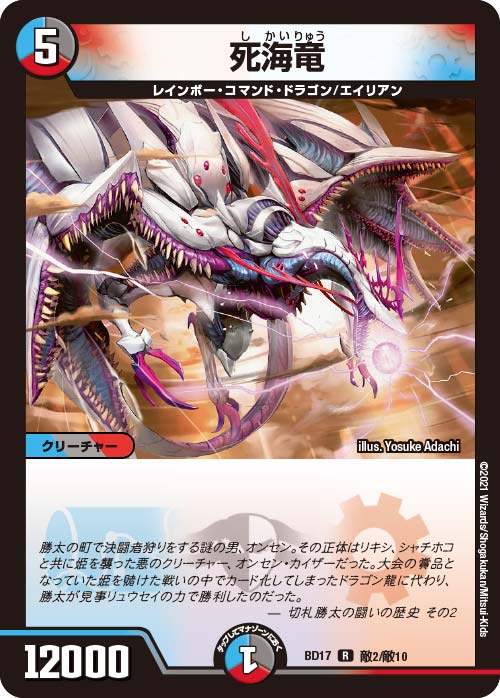 5
しかいりゅう
死海竜
レインボー・コマンド・ドラゴン/エイリアン
クリーチャー
illus. Yosuke Adachi
勝太の町で決闘者狩りをする謎の男、オンセン。その正体はリキシ、シャチホコ
と共に姫を襲った悪のクリーチャー、オンセン・カイザーだった。大会の賞品と
なっていた姫を賭けた戦いの中でカード化してしまったドラゴン龍に代わり、
勝太が見事リュウセイの力で勝利したのだった。
— 切札勝太の闘いの歴史 その2
©2021 Wizards/Shogakukan/Mitsui-Kids
タップしてマナゾーンにおく
1
12000
BD17 R 敵2/敵10